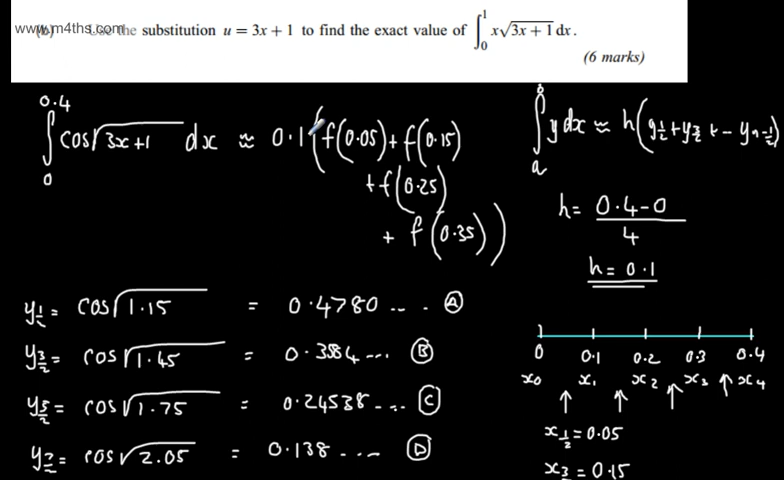 www.m4ths.com the substitution u = 3x + 1 to find the exact value of ∫₀¹ x√(3x + 1) dx.
(6 marks)
∫₀^0.4 cos√(3x+1) dx ≈ 0.1(f(0.05) + f(0.15)
+ f(0.25)
+ f(0.35))
y½ = cos√1.15 = 0.4780 ... . Ⓐ
y3/2 = cos√1.45 = 0.3584 .... Ⓑ
y5/2 = cos√1.75 = 0.24538 - ... Ⓒ
y7/2 = cos√2.05 = 0.138 .... Ⓓ
∫ₐ y dx ≈ h(y½ + y3/2 + - yn-½)
h = (0.4-0)/4
h = 0.1
0 0.1 0.2 0.3 0.4
x₀ x₁ x₂ x₃ x₄
x½ = 0.05
x3/2 = 0.15